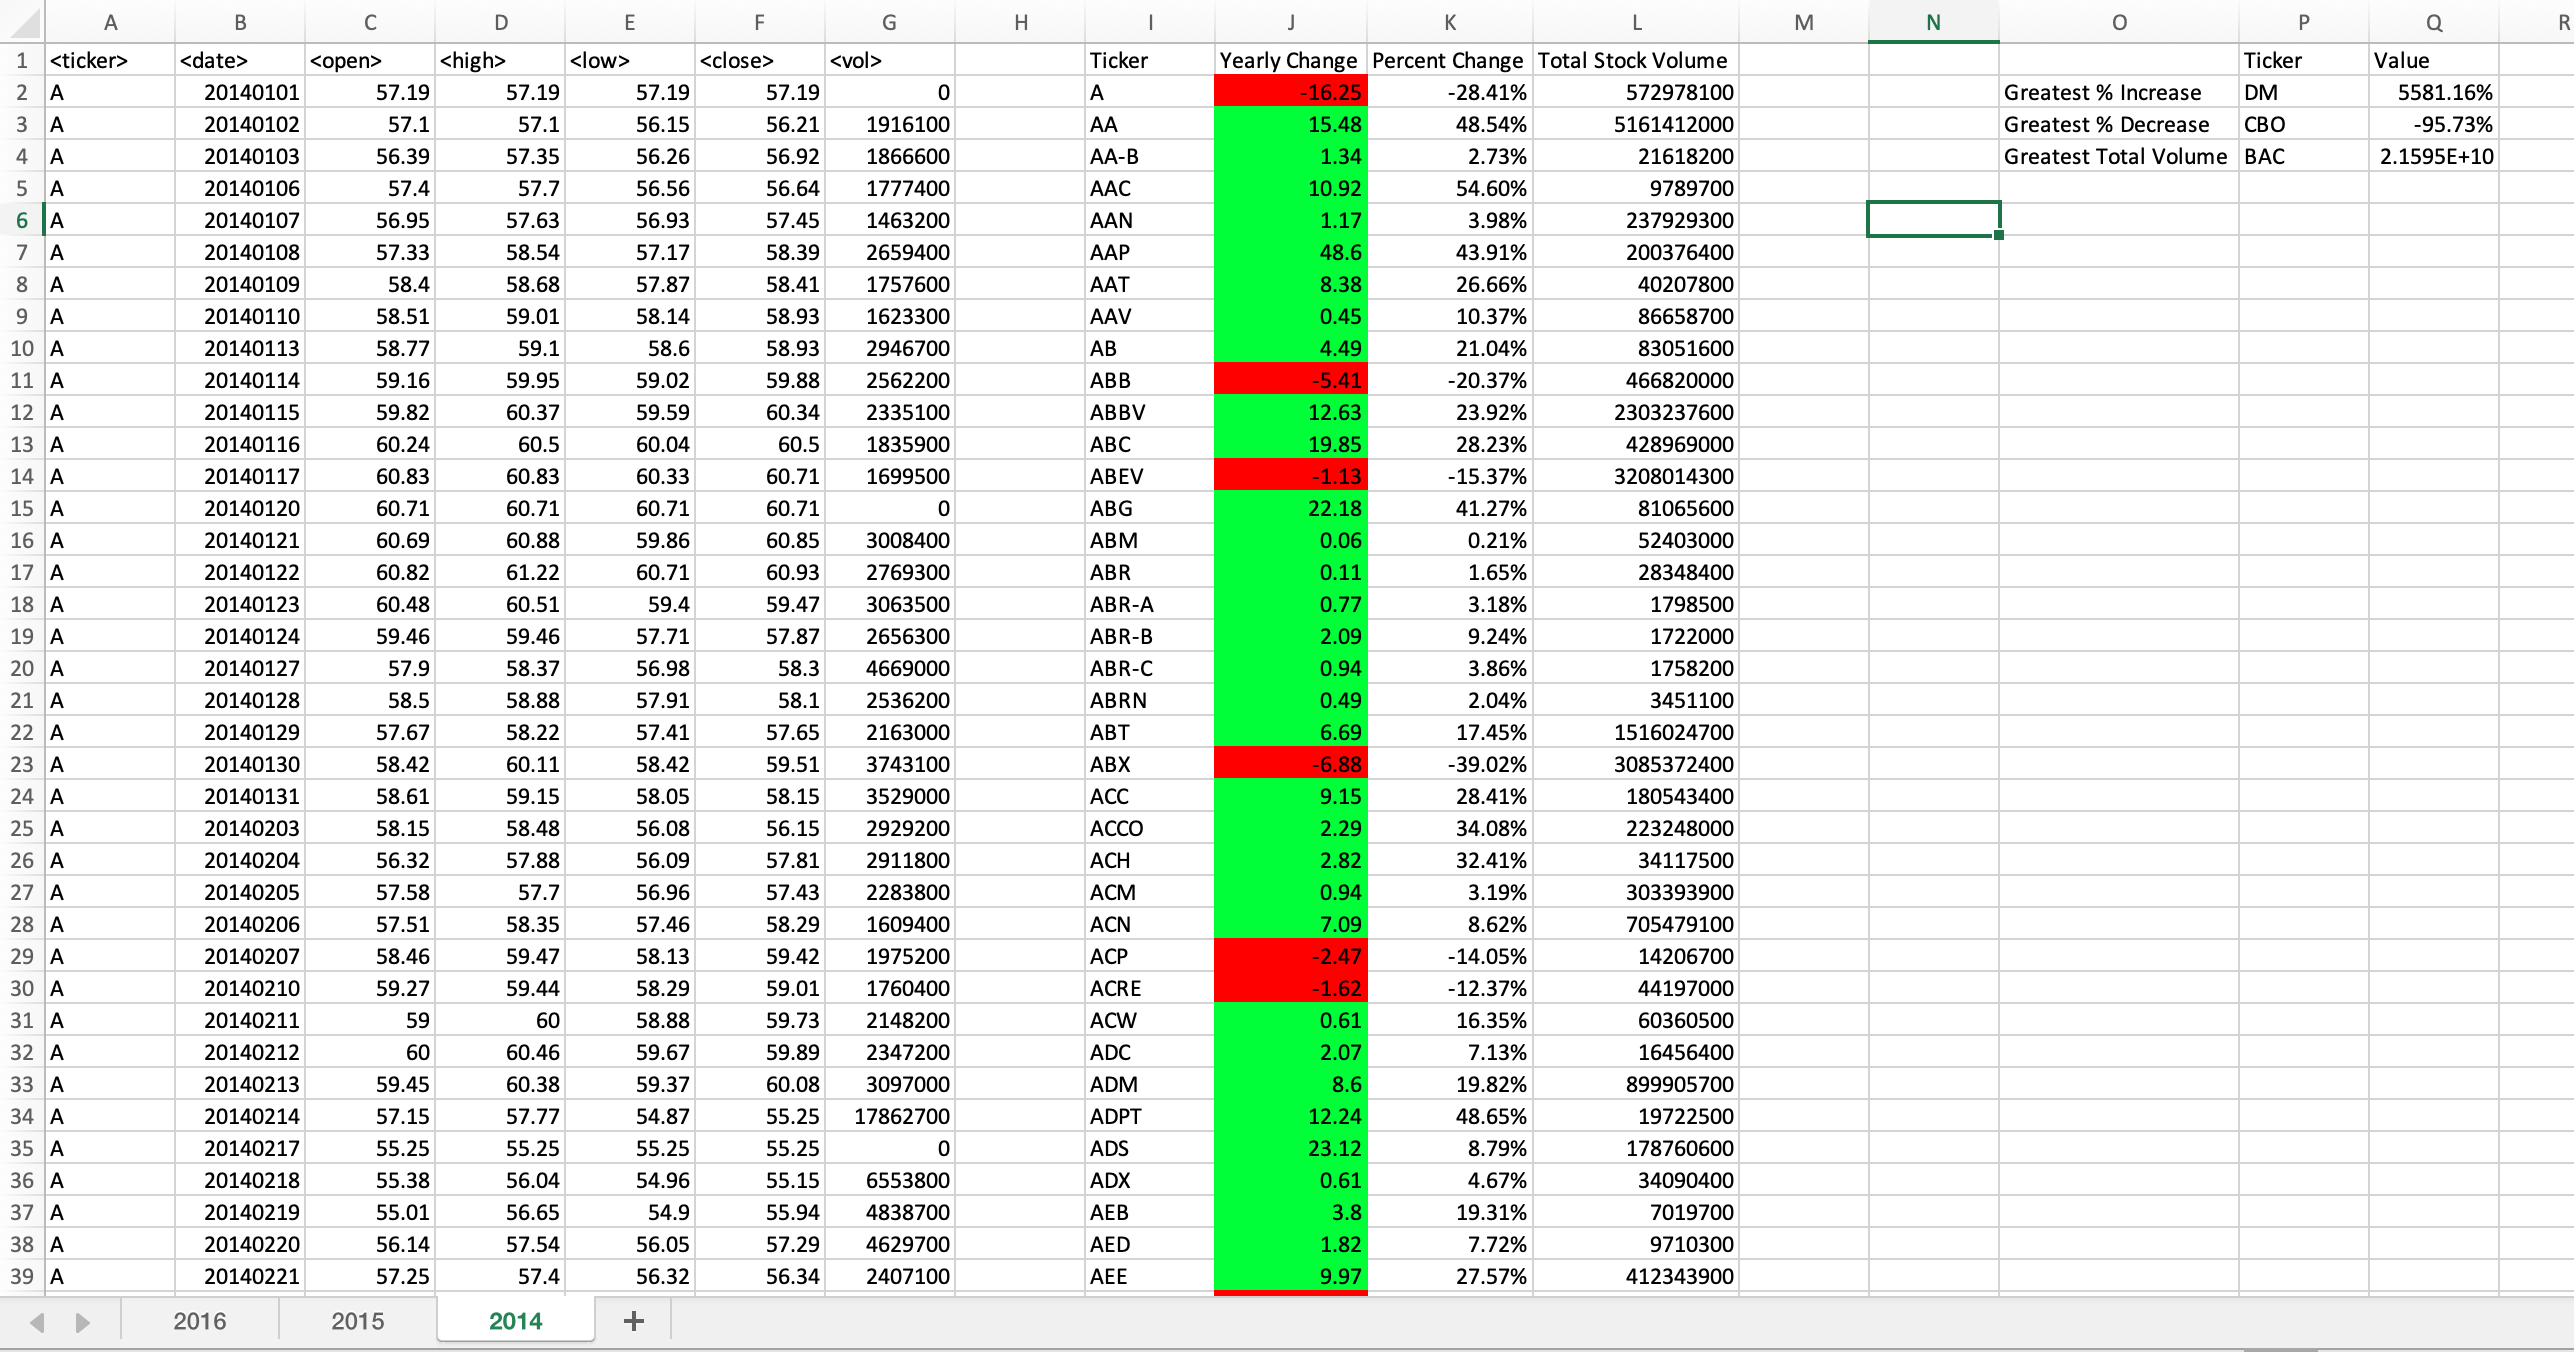 A B C D E F G H I J K L M N O P Q R
1 <ticker> <date> <open> <high> <low> <close> <vol> Ticker Yearly Change Percent Change Total Stock Volume Ticker Value
2 A 20140101 57.19 57.19 57.19 57.19 0 A -16.25 -28.41% 572978100 Greatest % Increase DM 5581.16%
3 A 20140102 57.1 57.1 56.15 56.21 1916100 AA 15.48 48.54% 5161412000 Greatest % Decrease CBO -95.73%
4 A 20140103 56.39 57.35 56.26 56.92 1866600 AA-B 1.34 2.73% 21618200 Greatest Total Volume BAC 2.1595E+10
5 A 20140106 57.4 57.7 56.56 56.64 1777400 AAC 10.92 54.60% 9789700
6 A 20140107 56.95 57.63 56.93 57.45 1463200 AAN 1.17 3.98% 237929300
7 A 20140108 57.33 58.54 57.17 58.39 2659400 AAP 48.6 43.91% 200376400
8 A 20140109 58.4 58.68 57.87 58.41 1757600 AAT 8.38 26.66% 40207800
9 A 20140110 58.51 59.01 58.14 58.93 1623300 AAV 0.45 10.37% 86658700
10 A 20140113 58.77 59.1 58.6 58.93 2946700 AB 4.49 21.04% 83051600
11 A 20140114 59.16 59.95 59.02 59.88 2562200 ABB -5.41 -20.37% 466820000
12 A 20140115 59.82 60.37 59.59 60.34 2335100 ABBV 12.63 23.92% 2303237600
13 A 20140116 60.24 60.5 60.04 60.5 1835900 ABC 19.85 28.23% 428969000
14 A 20140117 60.83 60.83 60.33 60.71 1699500 ABEV -1.13 -15.37% 3208014300
15 A 20140120 60.71 60.71 60.71 60.71 0 ABG 22.18 41.27% 81065600
16 A 20140121 60.69 60.88 59.86 60.85 3008400 ABM 0.06 0.21% 52403000
17 A 20140122 60.82 61.22 60.71 60.93 2769300 ABR 0.11 1.65% 28348400
18 A 20140123 60.48 60.51 59.4 59.47 3063500 ABR-A 0.77 3.18% 1798500
19 A 20140124 59.46 59.46 57.71 57.87 2656300 ABR-B 2.09 9.24% 1722000
20 A 20140127 57.9 58.37 56.98 58.3 4669000 ABR-C 0.94 3.86% 1758200
21 A 20140128 58.5 58.88 57.91 58.1 2536200 ABRN 0.49 2.04% 3451100
22 A 20140129 57.67 58.22 57.41 57.65 2163000 ABT 6.69 17.45% 1516024700
23 A 20140130 58.42 60.11 58.42 59.51 3743100 ABX -6.88 -39.02% 3085372400
24 A 20140131 58.61 59.15 58.05 58.15 3529000 ACC 9.15 28.41% 180543400
25 A 20140203 58.15 58.48 56.08 56.15 2929200 ACCO 2.29 34.08% 223248000
26 A 20140204 56.32 57.88 56.09 57.81 2911800 ACH 2.82 32.41% 34117500
27 A 20140205 57.58 57.7 56.96 57.43 2283800 ACM 0.94 3.19% 303393900
28 A 20140206 57.51 58.35 57.46 58.29 1609400 ACN 7.09 8.62% 705479100
29 A 20140207 58.46 59.47 58.13 59.42 1975200 ACP -2.47 -14.05% 14206700
30 A 20140210 59.27 59.44 58.29 59.01 1760400 ACRE -1.62 -12.37% 44197000
31 A 20140211 59 60 58.88 59.73 2148200 ACW 0.61 16.35% 60360500
32 A 20140212 60 60.46 59.67 59.89 2347200 ADC 2.07 7.13% 16456400
33 A 20140213 59.45 60.38 59.37 60.08 3097000 ADM 8.6 19.82% 899905700
34 A 20140214 57.15 57.77 54.87 55.25 17862700 ADPT 12.24 48.65% 19722500
35 A 20140217 55.25 55.25 55.25 55.25 0 ADS 23.12 8.79% 178760600
36 A 20140218 55.38 56.04 54.96 55.15 6553800 ADX 0.61 4.67% 34090400
37 A 20140219 55.01 56.65 54.9 55.94 4838700 AEB 3.8 19.31% 7019700
38 A 20140220 56.14 57.54 56.05 57.29 4629700 AED 1.82 7.72% 9710300
39 A 20140221 57.25 57.4 56.32 56.34 2407100 AEE 9.97 27.57% 412343900
2016 2015 2014 +